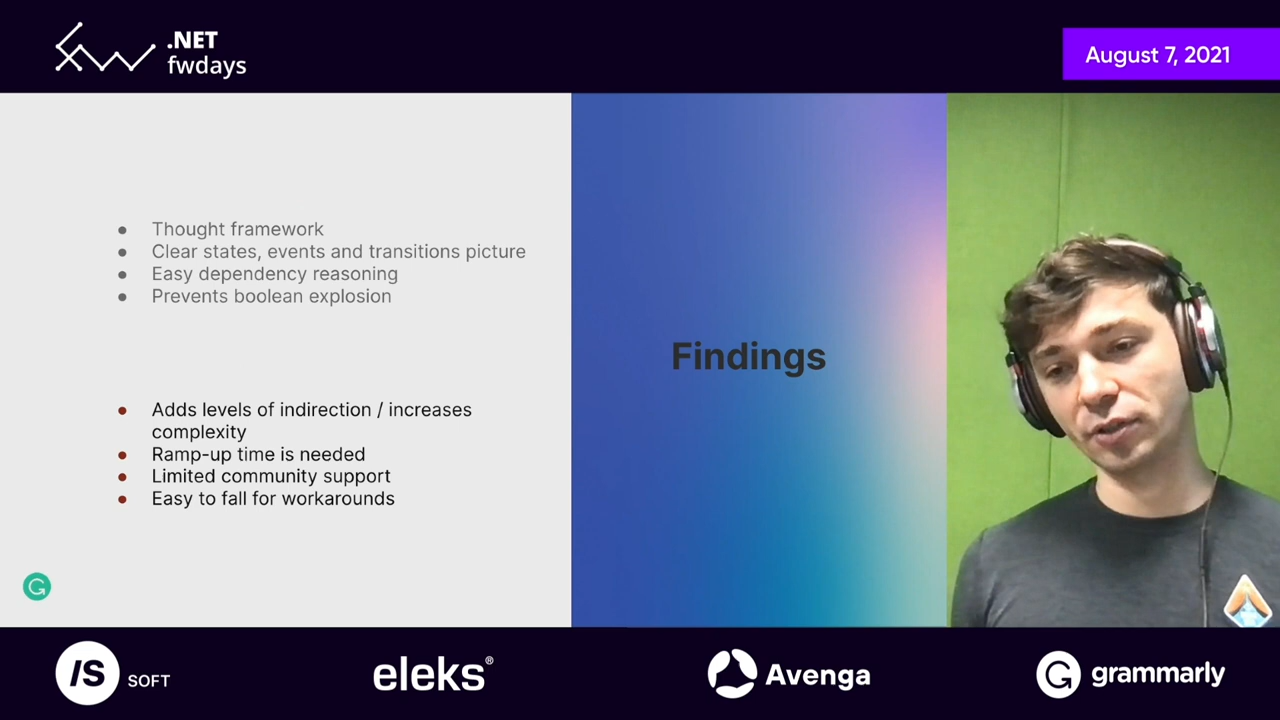 .NET
fwdays
August 7, 2021
Thought framework
Clear states, events and transitions picture
Easy dependency reasoning
Prevents boolean explosion
Adds levels of indirection / increases
complexity
Ramp-up time is needed
Limited community support
Easy to fall for workarounds
Findings
IS SOFT
eleks®
Avenga
grammarly